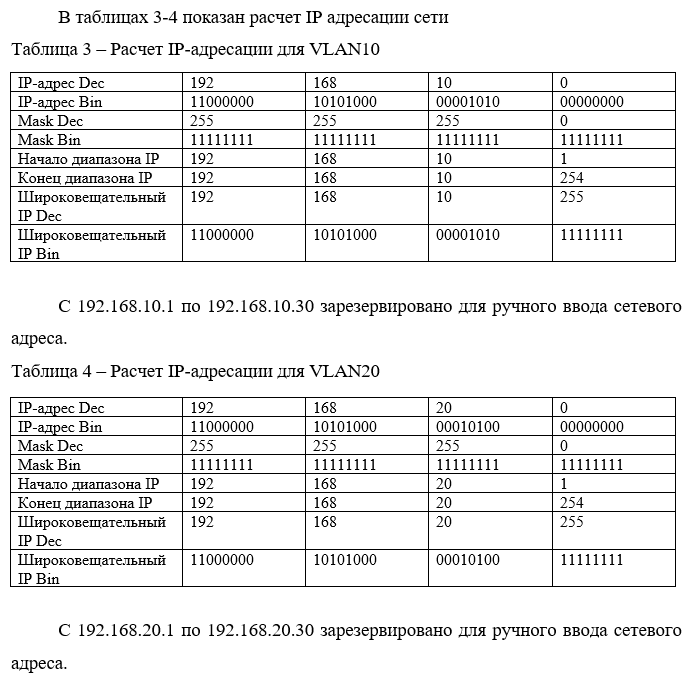 В таблицах 3-4 показан расчет IP адресации сети
Таблица 3 – Расчет IP-адресации для VLAN10
IP-адрес Dec 192 168 10 0
IP-адрес Bin 11000000 10101000 00001010 00000000
Mask Dec 255 255 255 0
Mask Bin 11111111 11111111 11111111 11111111
Начало диапазона IP 192 168 10 1
Конец диапазона IP 192 168 10 254
Широковещательный 192 168 10 255
IP Dec
Широковещательный 11000000 10101000 00001010 11111111
IP Bin
С 192.168.10.1 по 192.168.10.30 зарезервировано для ручного ввода сетевого
адреса.
Таблица 4 – Расчет IP-адресации для VLAN20
IP-адрес Dec 192 168 20 0
IP-адрес Bin 11000000 10101000 00010100 00000000
Mask Dec 255 255 255 0
Mask Bin 11111111 11111111 11111111 11111111
Начало диапазона IP 192 168 20 1
Конец диапазона IP 192 168 20 254
Широковещательный 192 168 20 255
IP Dec
Широковещательный 11000000 10101000 00010100 11111111
IP Bin
С 192.168.20.1 по 192.168.20.30 зарезервировано для ручного ввода сетевого
адреса.